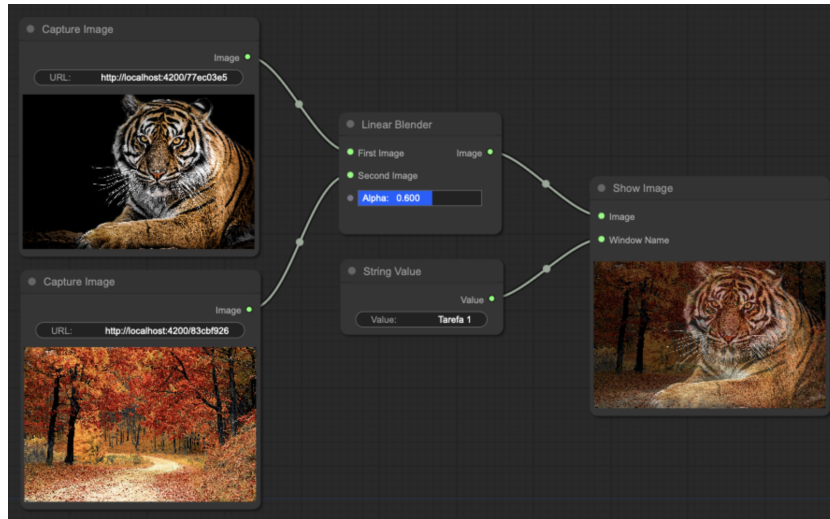 Capture Image
Image
URL: http://localhost:4200/77ec03e5
Capture Image
Image
URL: http://localhost:4200/83cbf926
Linear Blender
First Image Image
Second Image
Alpha: 0.600
String Value
Value
Value: Tarefa 1
Show Image
Image
Window Name